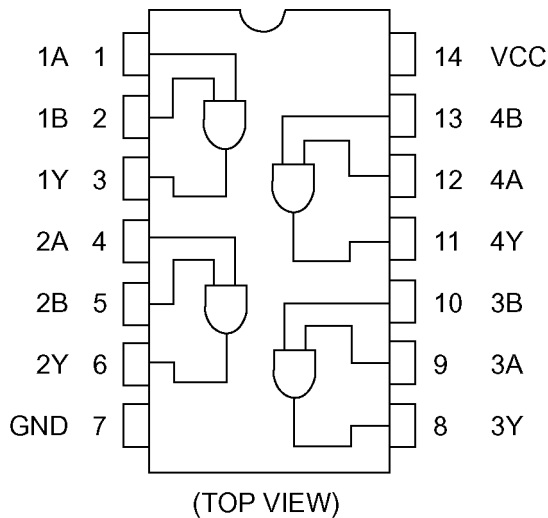 1A 1 14 VCC
1B 2 13 4B
1Y 3 12 4A
2A 4 11 4Y
2B 5 10 3B
2Y 6 9 3A
GND 7 8 3Y
(TOP VIEW)